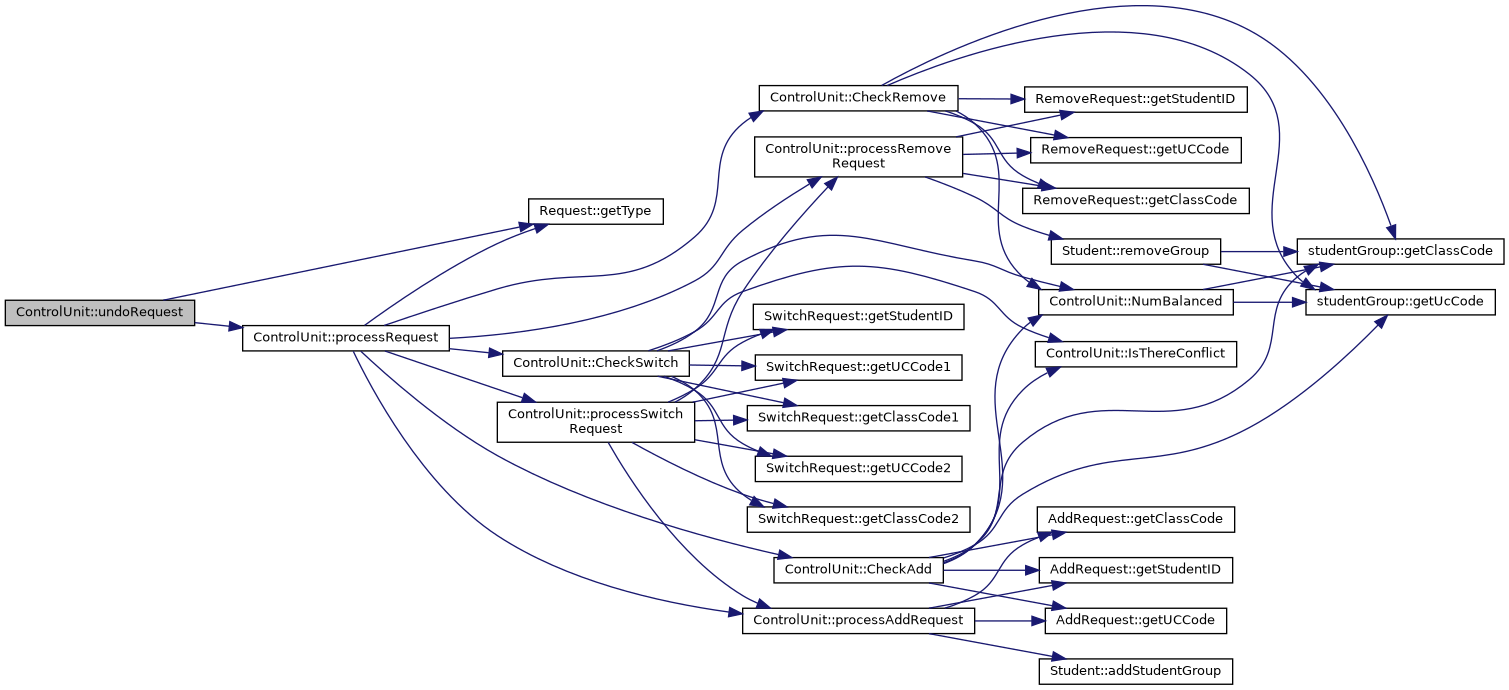 ControlUnit::undoRequest
Request::getType
ControlUnit::processRequest
ControlUnit::CheckRemove
ControlUnit::processRemove
Request
ControlUnit::CheckSwitch
ControlUnit::processSwitch
Request
SwitchRequest::getStudentID
SwitchRequest::getUCCode1
SwitchRequest::getClassCode1
SwitchRequest::getUCCode2
SwitchRequest::getClassCode2
ControlUnit::CheckAdd
ControlUnit::processAddRequest
RemoveRequest::getStudentID
RemoveRequest::getUCCode
RemoveRequest::getClassCode
Student::removeGroup
ControlUnit::NumBalanced
ControlUnit::IsThereConflict
AddRequest::getClassCode
AddRequest::getStudentID
AddRequest::getUCCode
Student::addStudentGroup
studentGroup::getClassCode
studentGroup::getUcCode